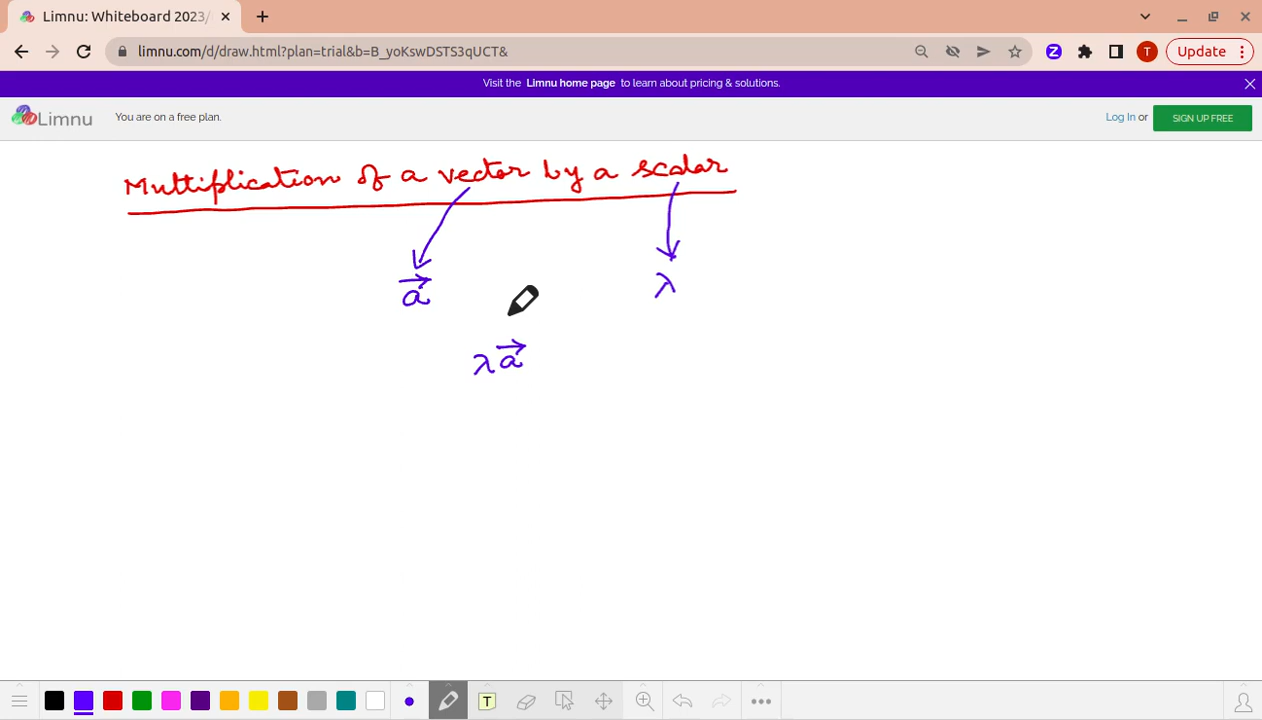 Limnu: Whiteboard 2023/
limnu.com/d/draw.html?plan=trial&b=B_yoKswDSTS3qUCT&
Z
T
Update
Visit the Limnu home page to learn about pricing & solutions.
Limnu
You are on a free plan.
Log In or
SIGN UP FREE
Multiplication of a vector by a scalar
a⃗
λ
λa⃗
T